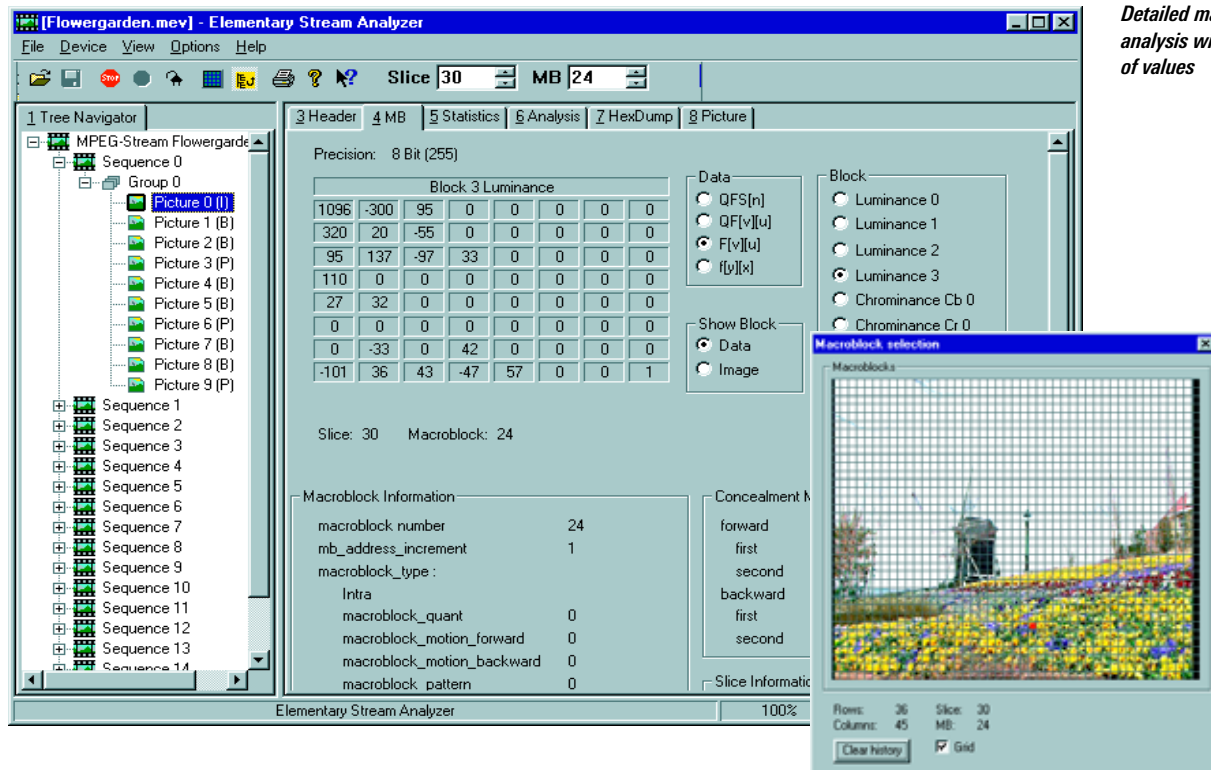 [Flowergarden.mev] - Elementary Stream Analyzer
File Device View Options Help
STOP
Slice 30 MB 24
1 Tree Navigator
MPEG-Stream Flowergarde
Sequence 0
Group 0
Picture 0 (I)
Picture 1 (B)
Picture 2 (B)
Picture 3 (P)
Picture 4 (B)
Picture 5 (B)
Picture 6 (P)
Picture 7 (B)
Picture 8 (B)
Picture 9 (P)
Sequence 1
Sequence 2
Sequence 3
Sequence 4
Sequence 5
Sequence 6
Sequence 7
Sequence 8
Sequence 9
Sequence 10
Sequence 11
Sequence 12
Sequence 13
Sequence 14
3 Header 4 MB 5 Statistics 6 Analysis 7 HexDump 8 Picture
Precision: 8 Bit (255)
Block 3 Luminance
1096 -300 95 0 0 0 0 0
320 20 -55 0 0 0 0 0
95 137 -97 33 0 0 0 0
110 0 0 0 0 0 0 0
27 32 0 0 0 0 0 0
0 0 0 0 0 0 0 0
0 -33 0 42 0 0 0 0
-101 36 43 -47 57 0 0 1
Data
QFS[n]
QF[v][u]
F[v][u]
f[y][x]
Show Block
Data
Image
Block
Luminance 0
Luminance 1
Luminance 2
Luminance 3
Chrominance Cb 0
Chrominance Cr 0
Slice: 30 Macroblock: 24
Macroblock Information
macroblock number 24
mb_address_increment 1
macroblock_type :
Intra
macroblock_quant 0
macroblock_motion_forward 0
macroblock_motion_backward 0
macroblock_pattern 0
Concealment M
forward
first
second
backward
first
second
Slice Informatio
Elementary Stream Analyzer 100%
Macroblock selection
Macroblocks
Rows: 36 Slice: 30
Columns: 45 MB: 24
Clear history Grid
Detailed ma
analysis wi
of values